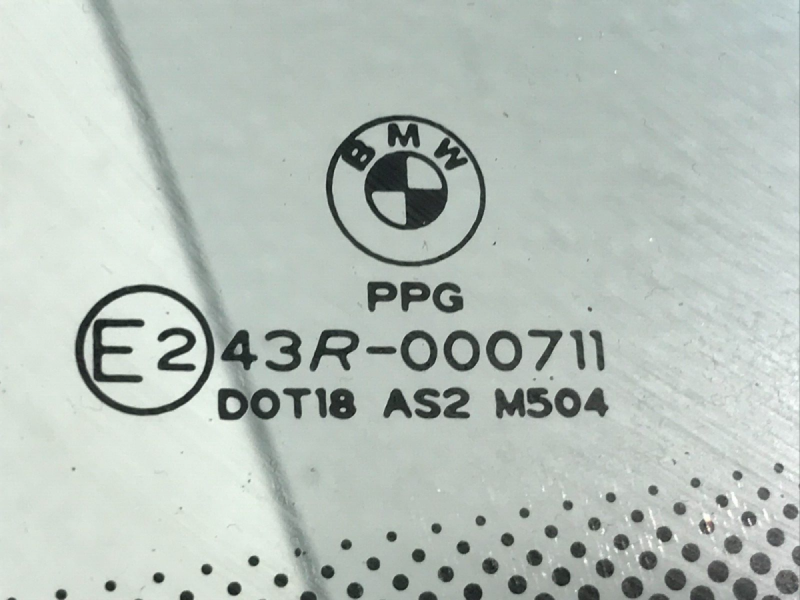 BMW
PPG
E2 43R-000711
DOT18 AS2 M504